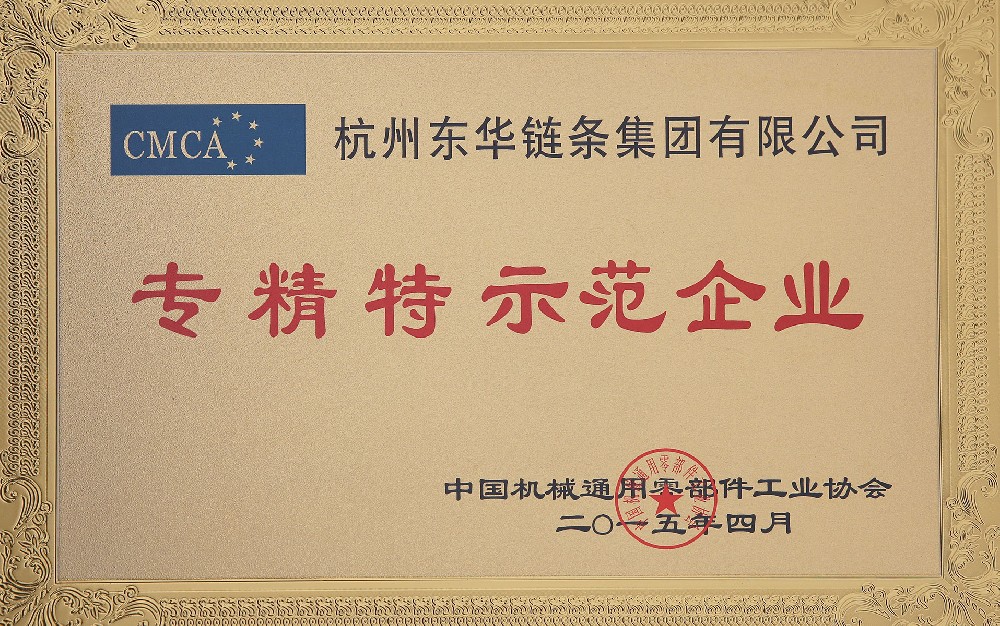 CMCA 杭州东华链条集团有限公司
专精特示范企业
中国机械通用零部件工业协会
二〇一五年四月